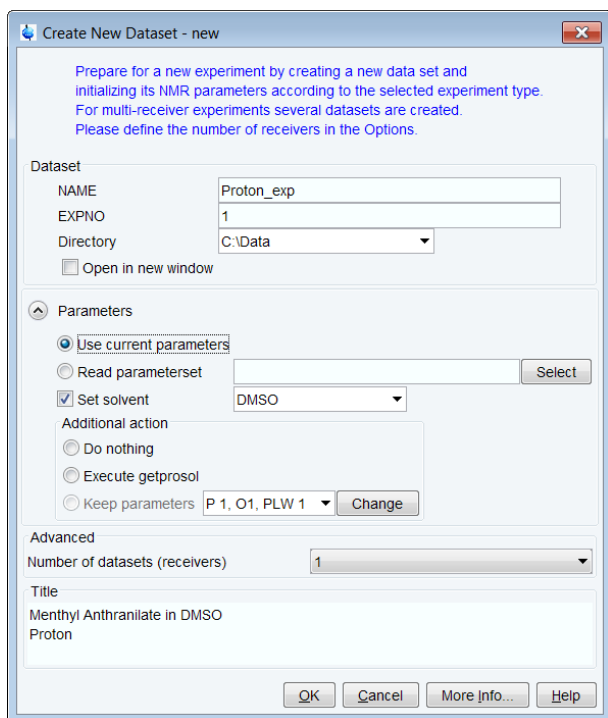 Create New Dataset - new
Prepare for a new experiment by creating a new data set and
initializing its NMR parameters according to the selected experiment type.
For multi-receiver experiments several datasets are created.
Please define the number of receivers in the Options.
Dataset
NAME Proton_exp
EXPNO 1
Directory C:\Data
Open in new window
Parameters
Use current parameters
Read parameterset Select
Set solvent DMSO
Additional action
Do nothing
Execute getprosol
Keep parameters P 1, O1, PLW 1 Change
Advanced
Number of datasets (receivers) 1
Title
Menthyl Anthranilate in DMSO
Proton
OK Cancel More Info... Help